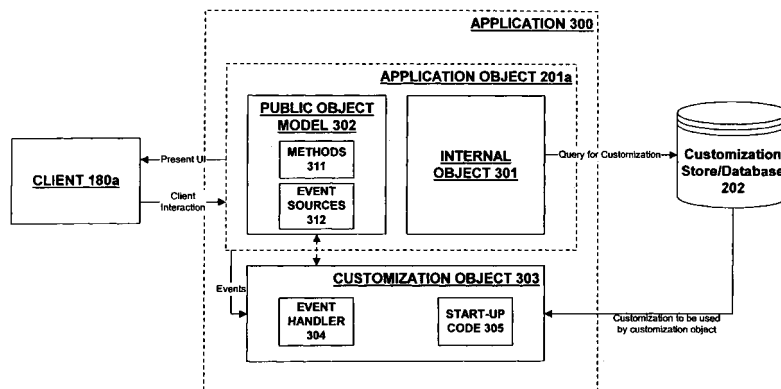 APPLICATION 300
APPLICATION OBJECT 201a
PUBLIC OBJECT
MODEL 302
METHODS
311
EVENT
SOURCES
312
INTERNAL
OBJECT 301
CLIENT 180a
Present UI
Client
Interaction
Query for Customization
Customization
Store/Database
202
Events
CUSTOMIZATION OBJECT 303
EVENT
HANDLER
304
START-UP
CODE 305
Customization to be used
by customization object